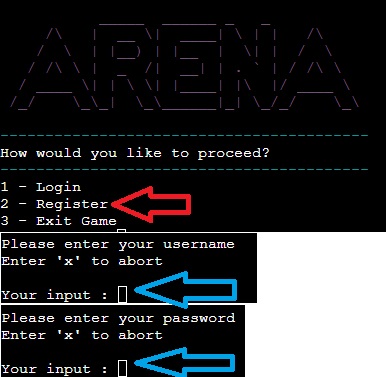 ARENA
How would you like to proceed?
1 - Login
2 - Register
3 - Exit Game
Please enter your username
Enter 'x' to abort
Your input :
Please enter your password
Enter 'x' to abort
Your input :